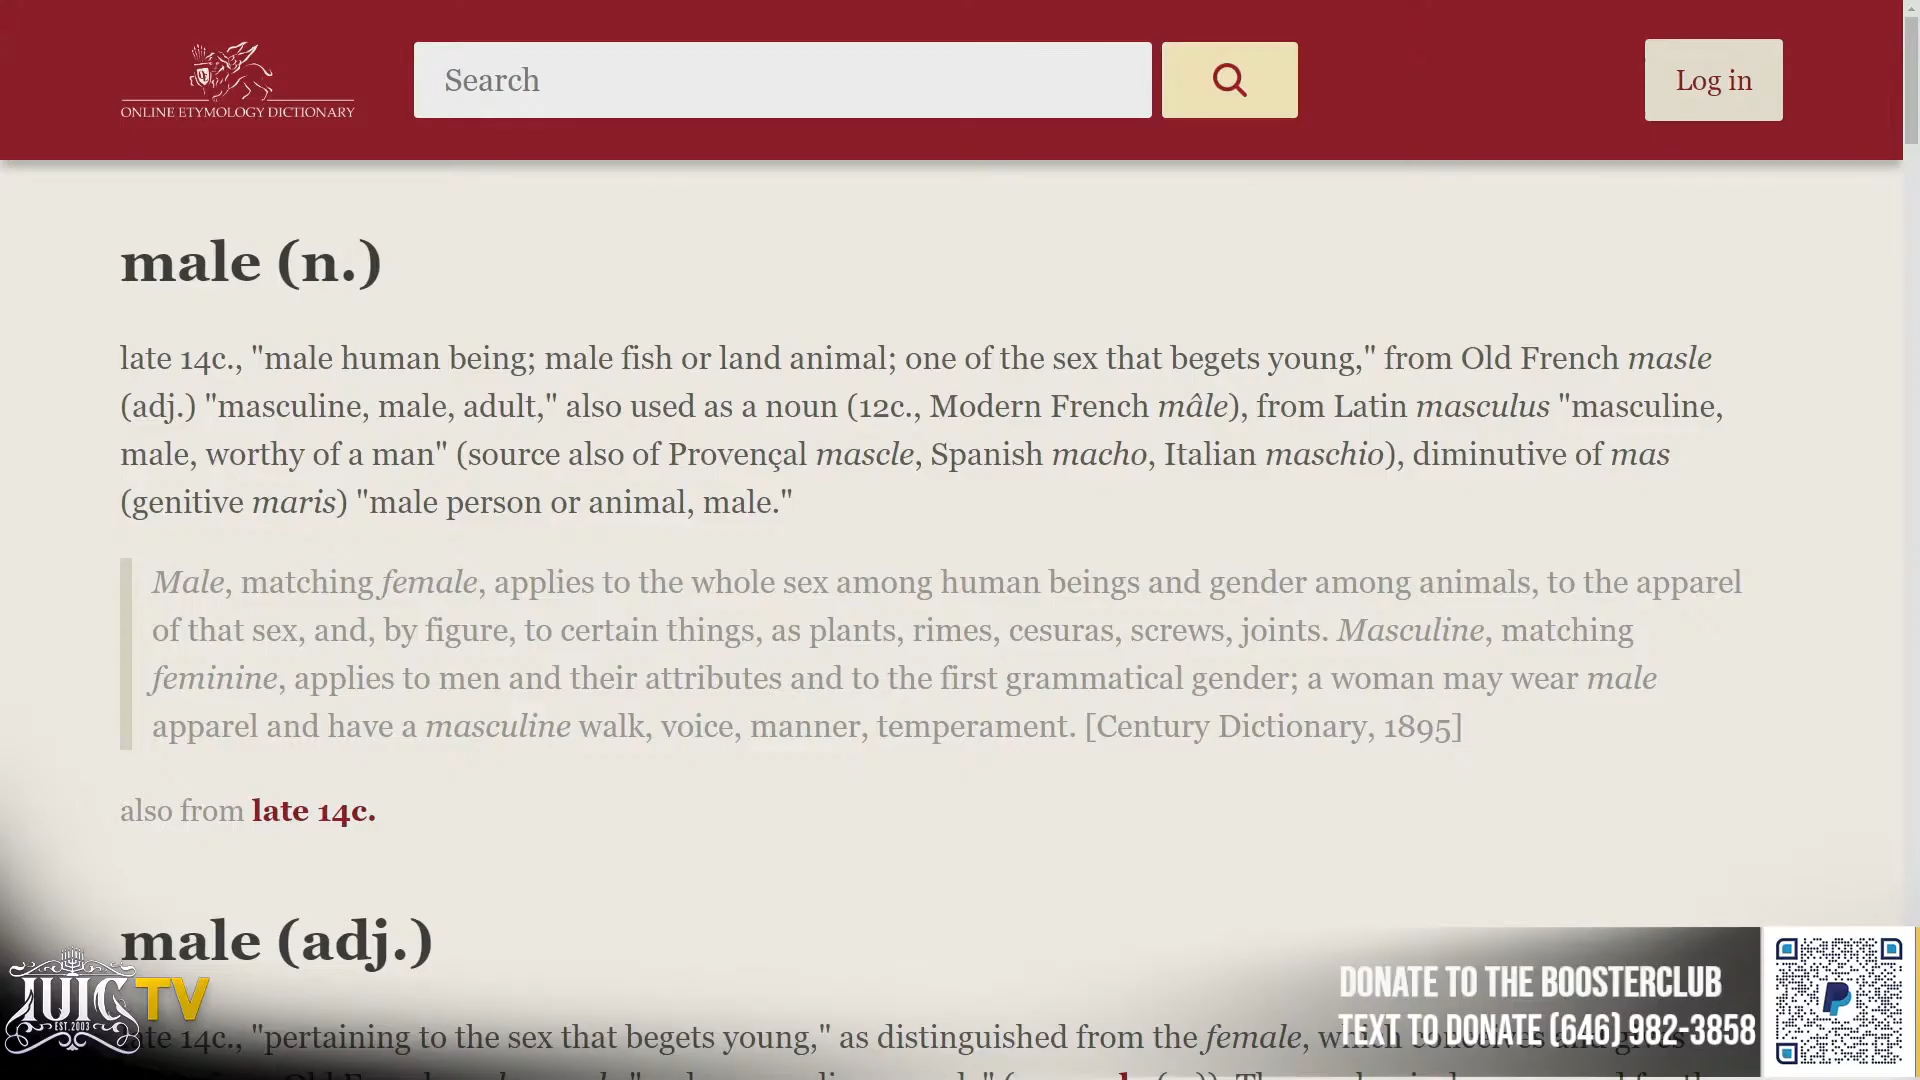 ONLINE ETYMOLOGY DICTIONARY
Search
Log in
male (n.)
late 14c., "male human being; male fish or land animal; one of the sex that begets young," from Old French masle
(adj.) "masculine, male, adult," also used as a noun (12c., Modern French mâle), from Latin masculus "masculine,
male, worthy of a man" (source also of Provençal mascle, Spanish macho, Italian maschio), diminutive of mas
(genitive maris) "male person or animal, male."
Male, matching female, applies to the whole sex among human beings and gender among animals, to the apparel
of that sex, and, by figure, to certain things, as plants, rimes, cesuras, screws, joints. Masculine, matching
feminine, applies to men and their attributes and to the first grammatical gender; a woman may wear male
apparel and have a masculine walk, voice, manner, temperament. [Century Dictionary, 1895]
also from late 14c.
male (adj.)
late 14c., "pertaining to the sex that begets young," as distinguished from the female, which conceives and gives
IUIC TV
EST. 2003
DONATE TO THE BOOSTERCLUB
TEXT TO DONATE (646) 982-3858